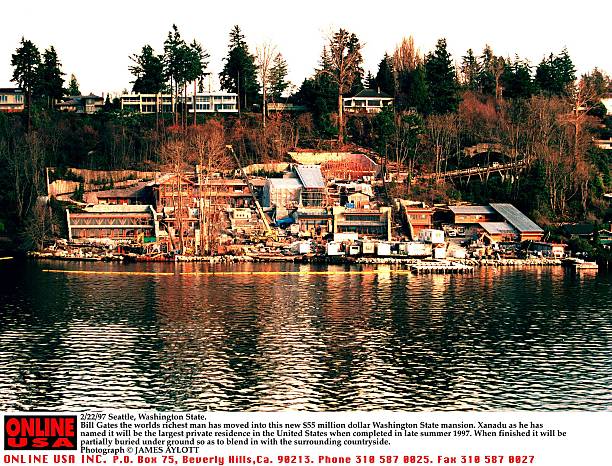 2/22/97 Seattle, Washington State.
Bill Gates the worlds richest man has moved into this new $55 million dollar Washington State mansion. Xanadu as he has
named it will be the largest private residence in the United States when completed in late summer 1997. When finished it will be
partially buried under ground so as to blend in with the surrounding countryside.
Photograph © JAMES AYLOTT
ONLINE
USA
ONLINE USA INC. P.O. Box 75, Beverly Hills,Ca. 90213. Phone 310 587 0025. Fax 310 587 0027